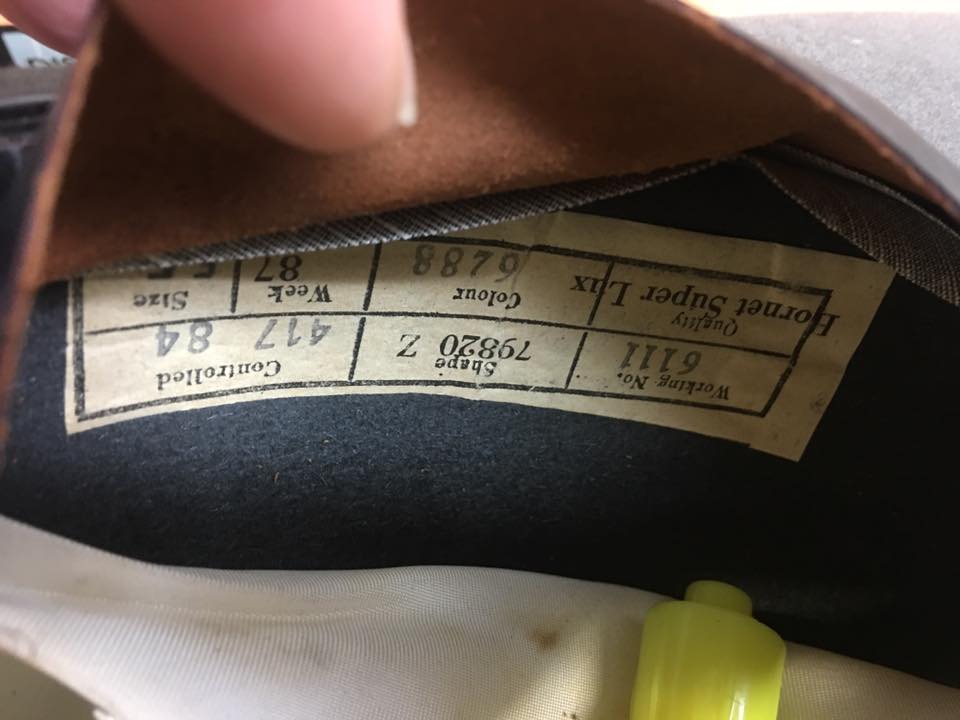 Working No. Shape Controlled
6111 79820 Z 417 84
Quality Colour Week Size
Hornet Super Lux 6288 87